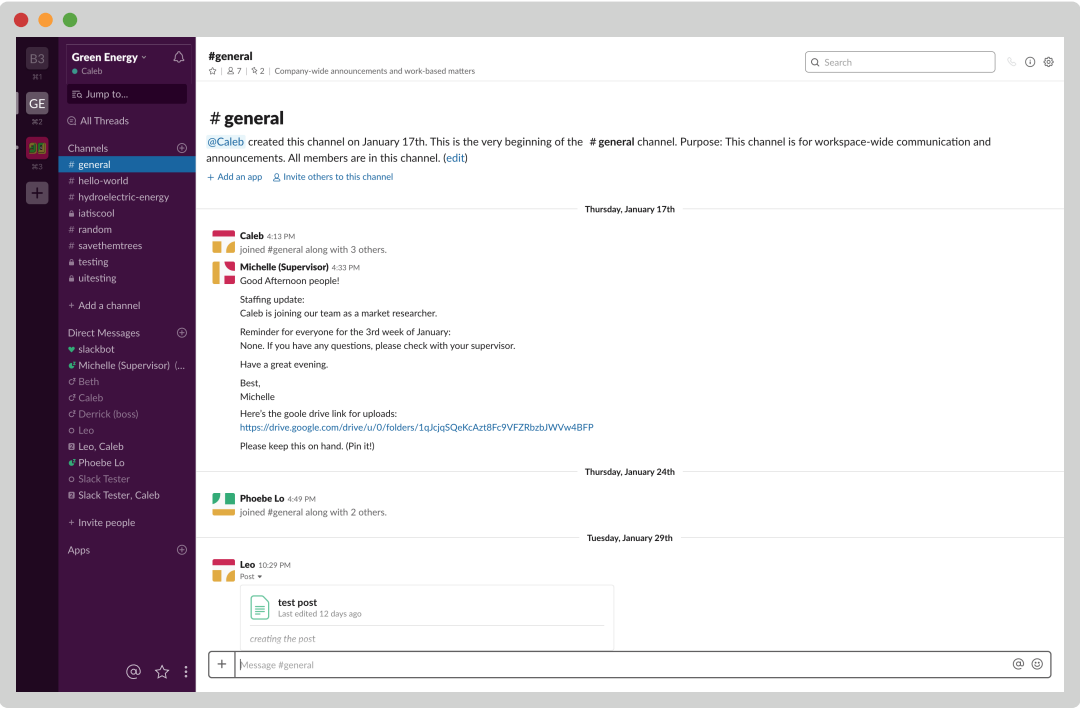 B3
⌘1
GE
⌘2
⌘3
Green Energy
Caleb
Jump to...
All Threads
Channels
# general
# hello-world
# hydroelectric-energy
iatiscool
# random
# savethemtrees
testing
uitesting
+ Add a channel
Direct Messages
slackbot
Michelle (Supervisor) (...
Beth
Caleb
Derrick (boss)
Leo
2 Leo, Caleb
Phoebe Lo
Slack Tester
2 Slack Tester, Caleb
+ Invite people
Apps
#general
7 | 2 | Company-wide announcements and work-based matters
Search
# general
@Caleb created this channel on January 17th. This is the very beginning of the # general channel. Purpose: This channel is for workspace-wide communication and
announcements. All members are in this channel. (edit)
+ Add an app Invite others to this channel
Thursday, January 17th
Caleb 4:13 PM
joined #general along with 3 others.
Michelle (Supervisor) 4:33 PM
Good Afternoon people!
Staffing update:
Caleb is joining our team as a market researcher.
Reminder for everyone for the 3rd week of January:
None. If you have any questions, please check with your supervisor.
Have a great evening.
Best,
Michelle
Here's the goole drive link for uploads:
https://drive.google.com/drive/u/0/folders/1qJcjqSQeKcAzt8Fc9VFZRbzbJWVw4BFP
Please keep this on hand. (Pin it!)
Thursday, January 24th
Phoebe Lo 4:49 PM
joined #general along with 2 others.
Tuesday, January 29th
Leo 10:29 PM
Post
test post
Last edited 12 days ago
creating the post
+ Message #general